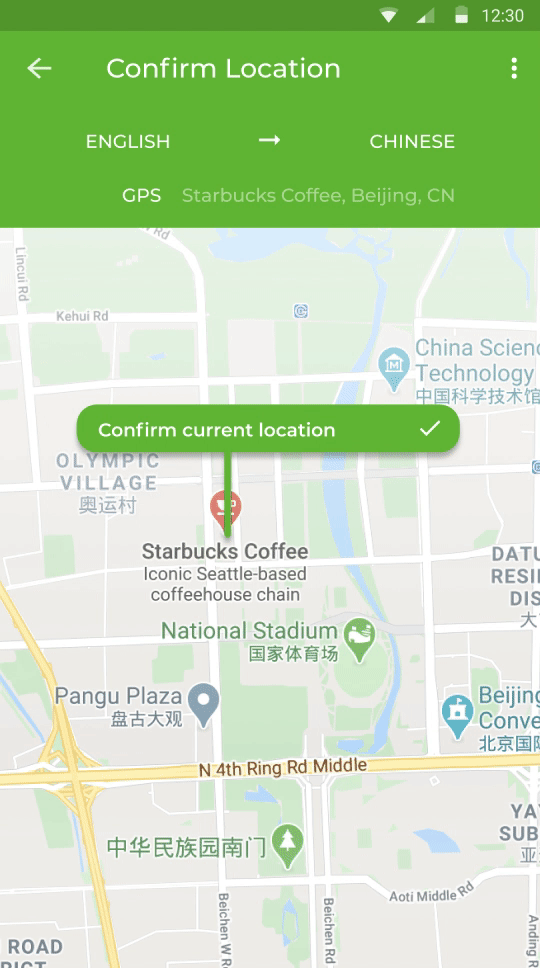 12:30
Confirm Location
ENGLISH → CHINESE
GPS Starbucks Coffee, Beijing, CN
Rd
Lincui Rd
Kehui Rd
China Scienc
Technology
中国科学技术馆
Confirm current location
OLYMPIC
VILLAGE
奥运村
Starbucks Coffee
Iconic Seattle-based
coffeehouse chain
DATU
RESI
DIS
大
National Stadium
国家体育场
Pangu Plaza
盘古大观
Beijing
Conve
北京国际
N 4th Ring Rd Middle
YA
SUB
亚
中华民族园南门
Aoti Middle Rd
Beichen W R
Beichen Rd
Anding R
ROAD
RICT